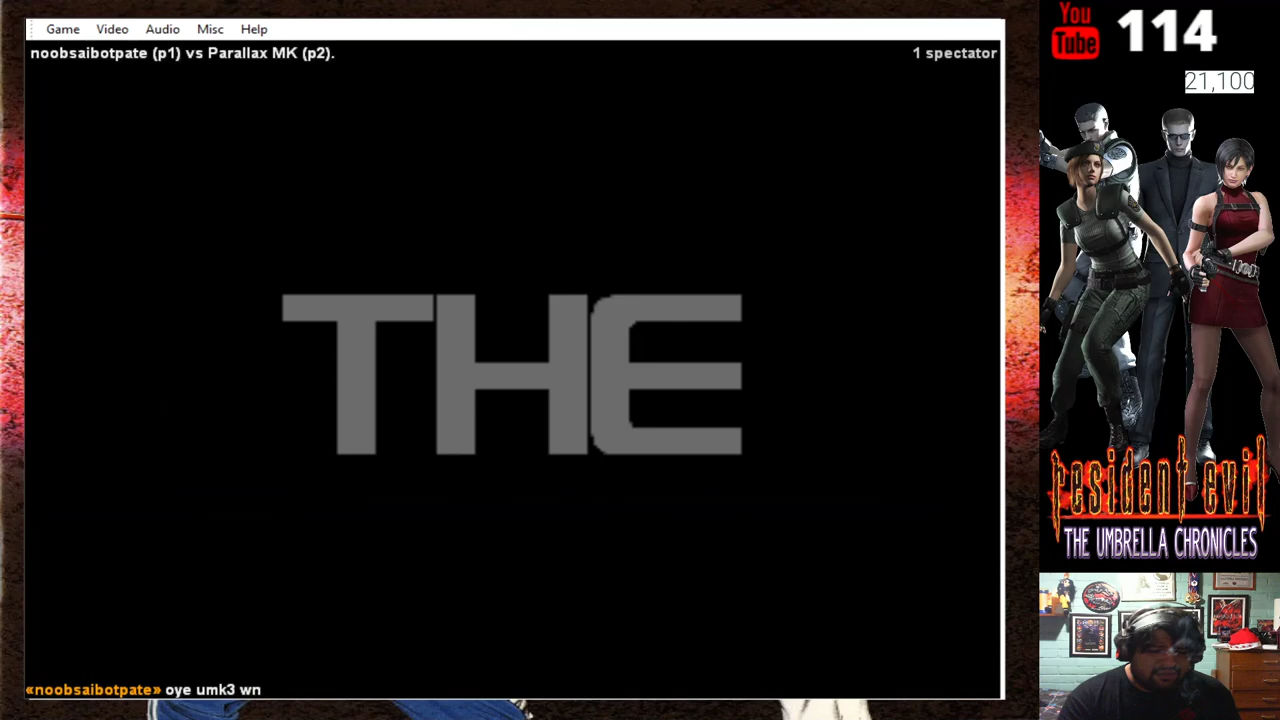 Game Video Audio Misc Help
noobsaibotpate (p1) vs Parallax MK (p2).
1 spectator
THE
«noobsaibotpate» oye umk3 wn
You
Tube
114
21,100
resident evil
THE UMBRELLA CHRONICLES